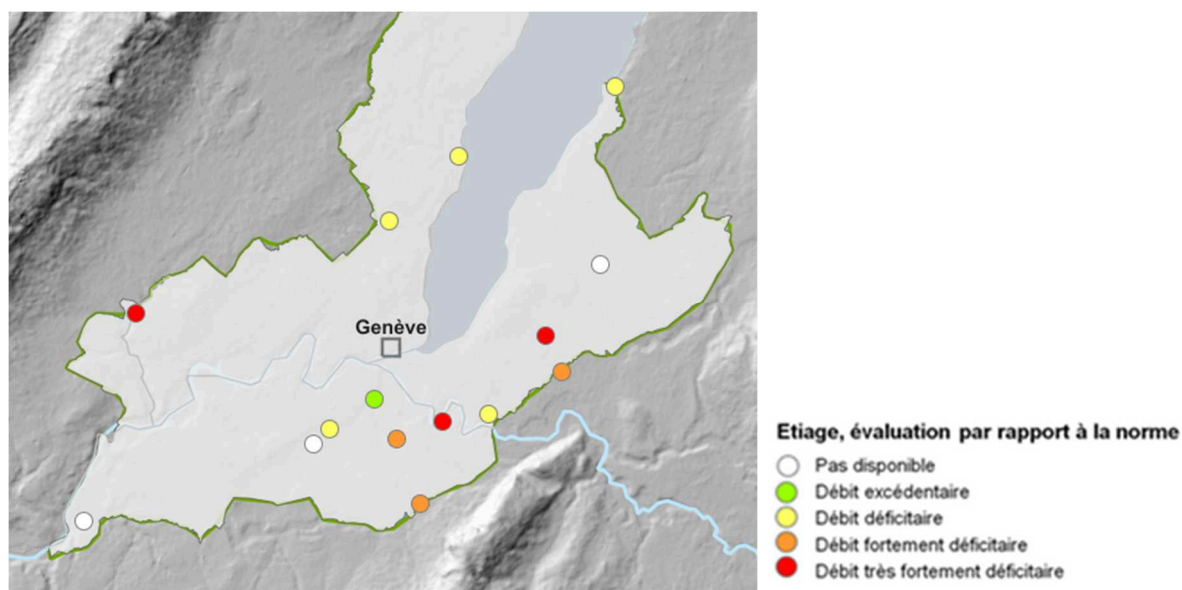 Genève
Etiage, évaluation par rapport à la norme
Pas disponible
Débit excédentaire
Débit déficitaire
Débit fortement déficitaire
Débit très fortement déficitaire